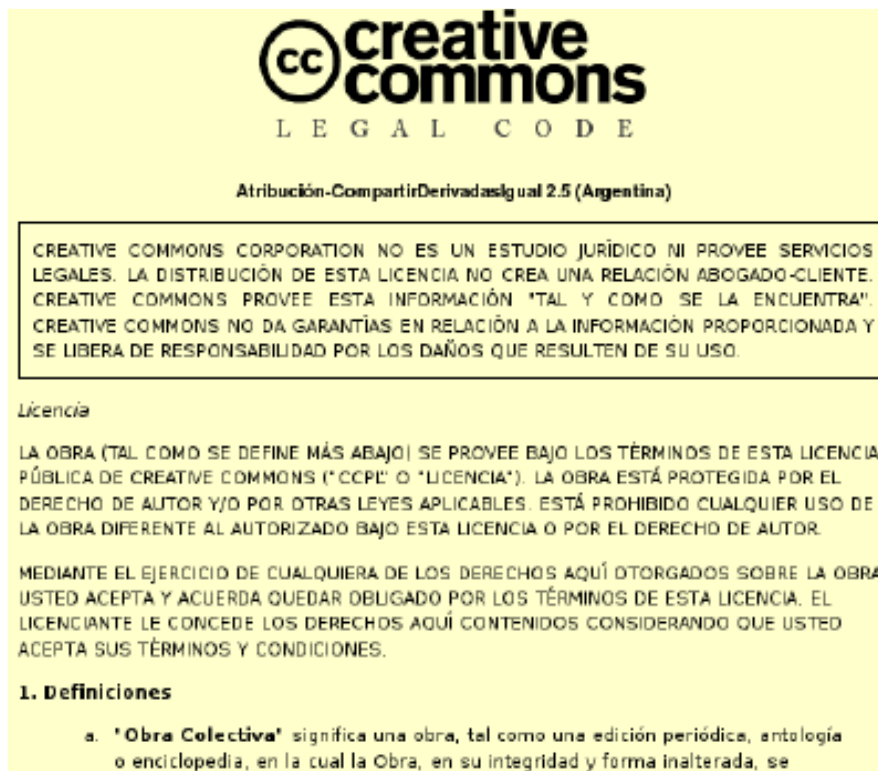 cc creative
commons
LEGAL CODE
Atribución-CompartirDerivadasIgual 2.5 (Argentina)
CREATIVE COMMONS CORPORATION NO ES UN ESTUDIO JURÍDICO NI PROVEE SERVICIOS
LEGALES. LA DISTRIBUCIÓN DE ESTA LICENCIA NO CREA UNA RELACIÓN ABOGADO-CLIENTE.
CREATIVE COMMONS PROVEE ESTA INFORMACIÓN "TAL Y COMO SE LA ENCUENTRA".
CREATIVE COMMONS NO DA GARANTÍAS EN RELACIÓN A LA INFORMACIÓN PROPORCIONADA Y
SE LIBERA DE RESPONSABILIDAD POR LOS DAÑOS QUE RESULTEN DE SU USO.
Licencia
LA OBRA (TAL COMO SE DEFINE MÁS ABAJO) SE PROVEE BAJO LOS TÉRMINOS DE ESTA LICENCIA
PÚBLICA DE CREATIVE COMMONS ("CCPL" O "LICENCIA"). LA OBRA ESTÁ PROTEGIDA POR EL
DERECHO DE AUTOR Y/O POR OTRAS LEYES APLICABLES. ESTÁ PROHIBIDO CUALQUIER USO DE
LA OBRA DIFERENTE AL AUTORIZADO BAJO ESTA LICENCIA O POR EL DERECHO DE AUTOR.
MEDIANTE EL EJERCICIO DE CUALQUIERA DE LOS DERECHOS AQUÍ OTORGADOS SOBRE LA OBRA
USTED ACEPTA Y ACUERDA QUEDAR OBLIGADO POR LOS TÉRMINOS DE ESTA LICENCIA. EL
LICENCIANTE LE CONCEDE LOS DERECHOS AQUÍ CONTENIDOS CONSIDERANDO QUE USTED
ACEPTA SUS TÉRMINOS Y CONDICIONES.
1. Definiciones
a. "Obra Colectiva" significa una obra, tal como una edición periódica, antología
o enciclopedia, en la cual la Obra, en su integridad y forma inalterada, se